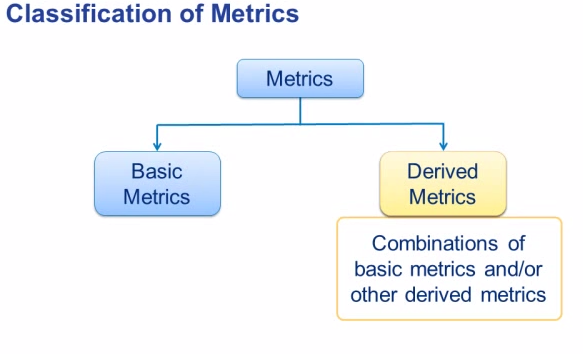 Classification of Metrics
Metrics
Basic
Metrics
Derived
Metrics
Combinations of
basic metrics and/or
other derived metrics